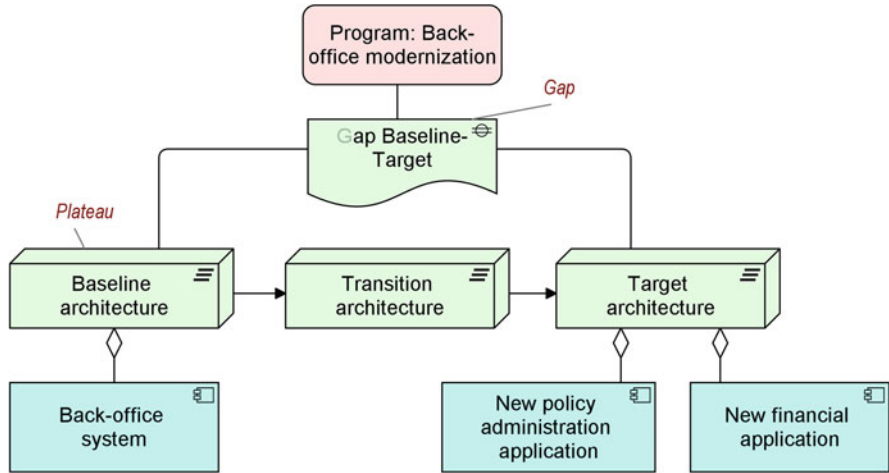 Program: Back-
office modernization
Gap
Gap Baseline-
Target
Plateau
Baseline
architecture
Transition
architecture
Target
architecture
Back-office
system
New policy
administration
application
New financial
application